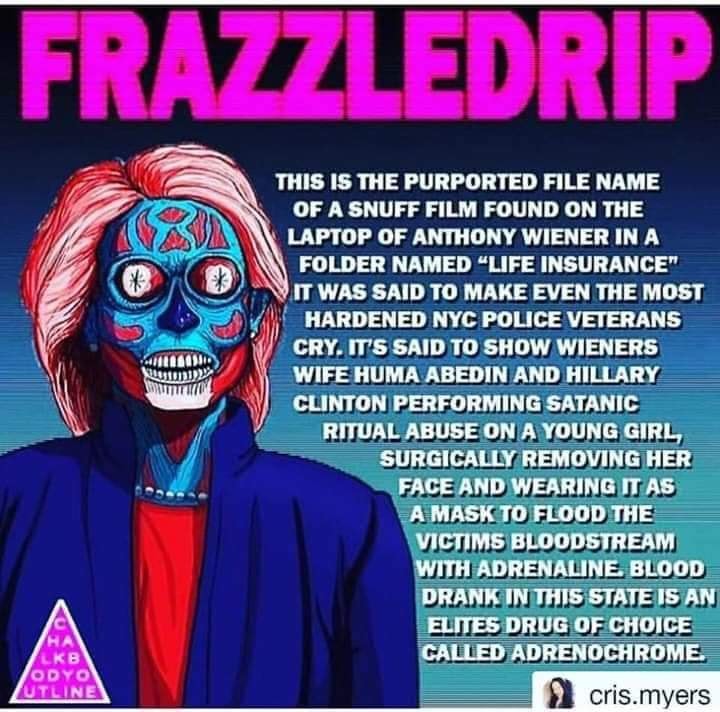 FRAZZLEDRIP
THIS IS THE PURPORTED FILE NAME
OF A SNUFF FILM FOUND ON THE
LAPTOP OF ANTHONY WIENER IN A
FOLDER NAMED “LIFE INSURANCE”
IT WAS SAID TO MAKE EVEN THE MOST
HARDENED NYC POLICE VETERANS
CRY. IT'S SAID TO SHOW WIENERS
WIFE HUMA ABEDIN AND HILLARY
CLINTON PERFORMING SATANIC
RITUAL ABUSE ON A YOUNG GIRL,
SURGICALLY REMOVING HER
FACE AND WEARING IT AS
A MASK TO FLOOD THE
VICTIMS BLOODSTREAM
WITH ADRENALINE. BLOOD
DRANK IN THIS STATE IS AN
ELITES DRUG OF CHOICE
CALLED ADRENOCHROME.
C
HA
LKB
ODYO
UTLINE
cris.myers